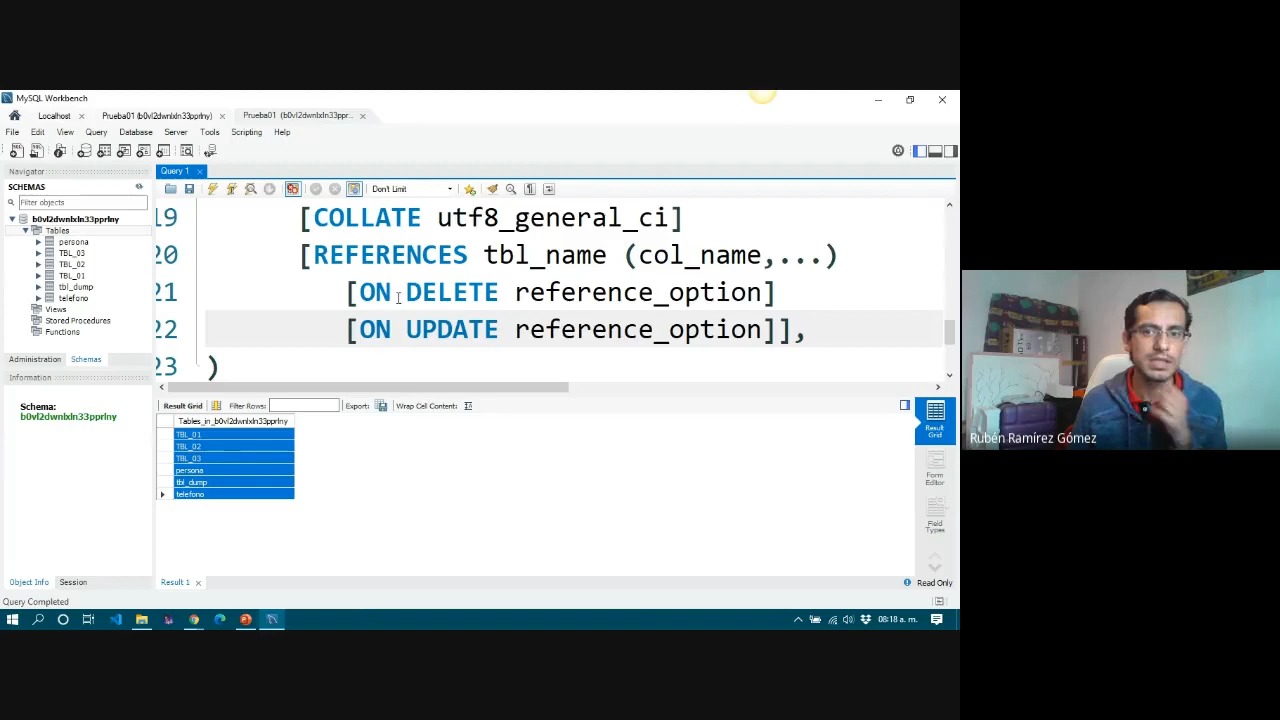 MySQL Workbench
Localhost
Prueba01 (b0vl2dwnlxln33pprlny)
Prueba01 (b0vl2dwnlxln33ppr...
File Edit View Query Database Server Tools Scripting Help
Navigator
SCHEMAS
Filter objects
b0vl2dwnlxln33pprlny
Tables
persona
TBL_03
TBL_02
TBL_01
tbl_dump
telefono
Views
Stored Procedures
Functions
Administration Schemas
Information
Schema:
b0vl2dwnlxln33pprlny
Object Info Session
Query Completed
Query 1
Don't Limit
19 [COLLATE utf8_general_ci]
20 [REFERENCES tbl_name (col_name,...)
21 [ON DELETE reference_option]
22 [ON UPDATE reference_option]],
23 )
Result Grid Filter Rows: Export: Wrap Cell Content:
Tables_in_b0vl2dwnlxln33pprlny
TBL_01
TBL_02
TBL_03
persona
tbl_dump
telefono
Result
Grid
Form
Editor
Field
Types
Result 1
Read Only
08:18 a. m.
Rubén Ramírez Gómez